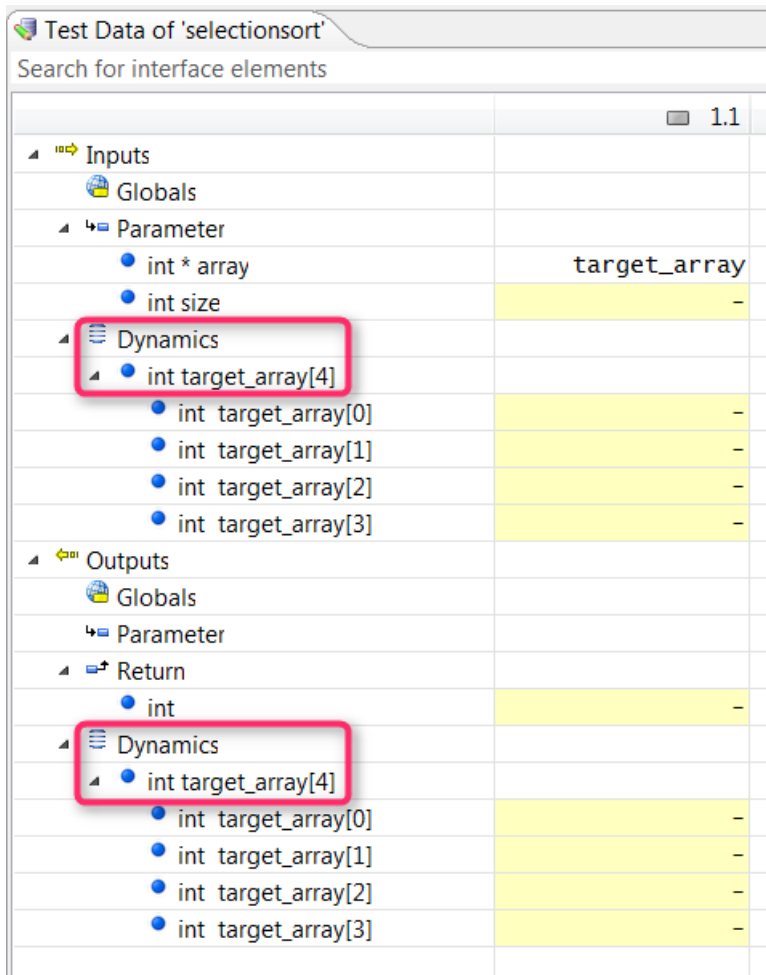 Test Data of 'selectionsort'
Search for interface elements
1.1
Inputs
Globals
Parameter
int * array target_array
int size -
Dynamics
int target_array[4]
int target_array[0] -
int target_array[1] -
int target_array[2] -
int target_array[3] -
Outputs
Globals
Parameter
Return
int -
Dynamics
int target_array[4]
int target_array[0] -
int target_array[1] -
int target_array[2] -
int target_array[3] -